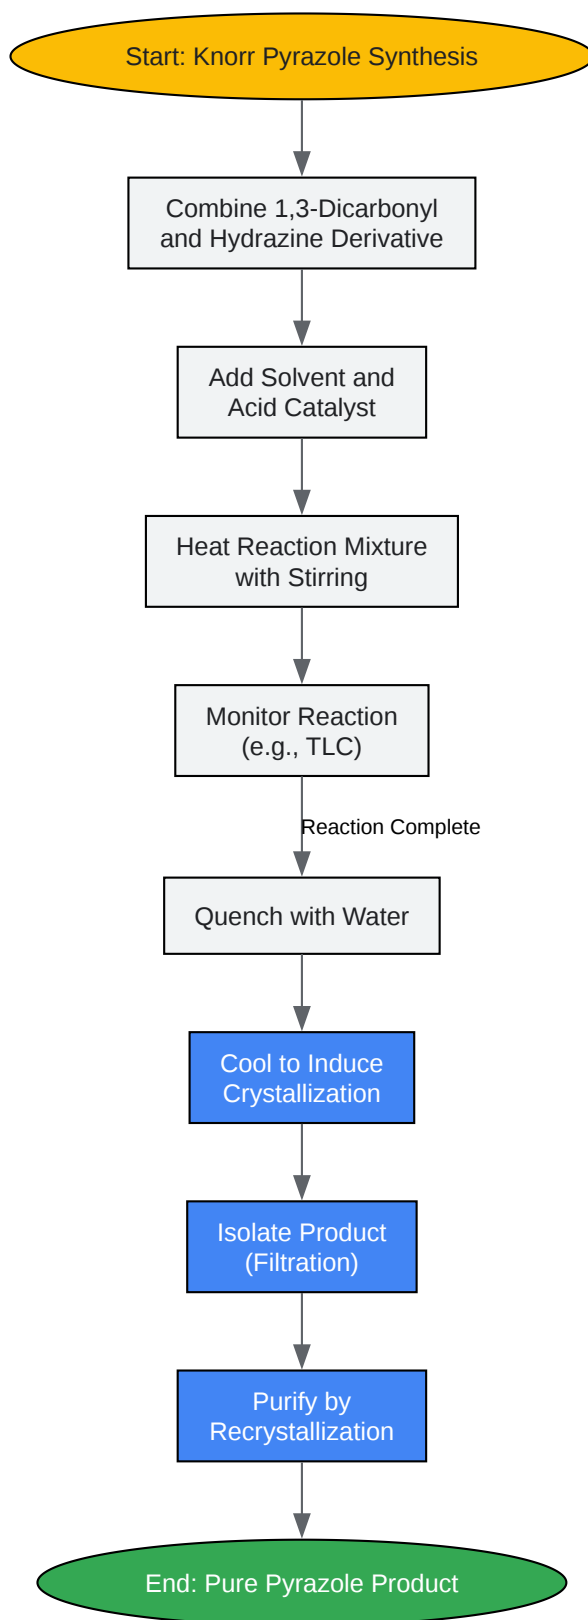 Start: Knorr Pyrazole Synthesis
Combine 1,3-Dicarbonyl
and Hydrazine Derivative
Add Solvent and
Acid Catalyst
Heat Reaction Mixture
with Stirring
Monitor Reaction
(e.g., TLC)
Reaction Complete
Quench with Water
Cool to Induce
Crystallization
Isolate Product
(Filtration)
Purify by
Recrystallization
End: Pure Pyrazole Product